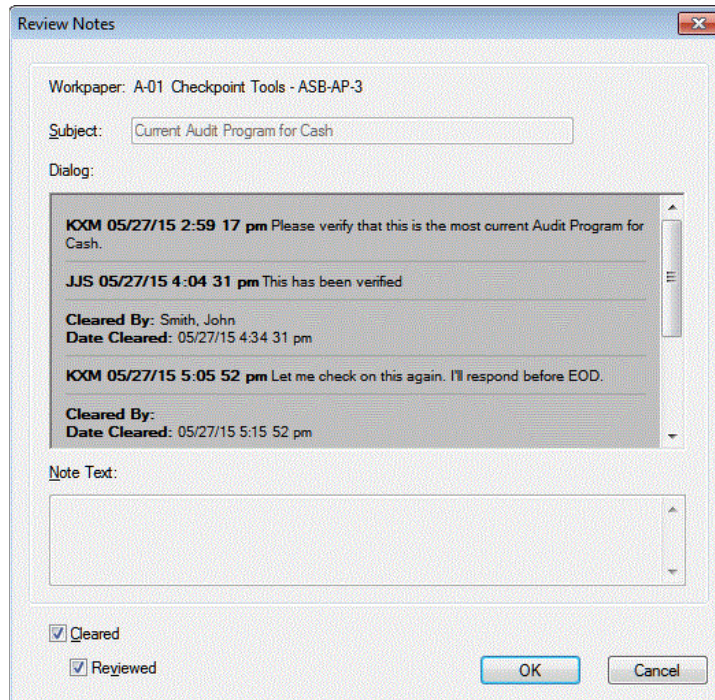 Review Notes
Workpaper: A-01 Checkpoint Tools - ASB-AP-3
Subject: Current Audit Program for Cash
Dialog:
KXM 05/27/15 2:59 17 pm Please verify that this is the most current Audit Program for
Cash.
JJS 05/27/15 4:04 31 pm This has been verified
Cleared By: Smith, John
Date Cleared: 05/27/15 4:34 31 pm
KXM 05/27/15 5:05 52 pm Let me check on this again. I'll respond before EOD.
Cleared By:
Date Cleared: 05/27/15 5:15 52 pm
Note Text:
Cleared
Reviewed
OK Cancel